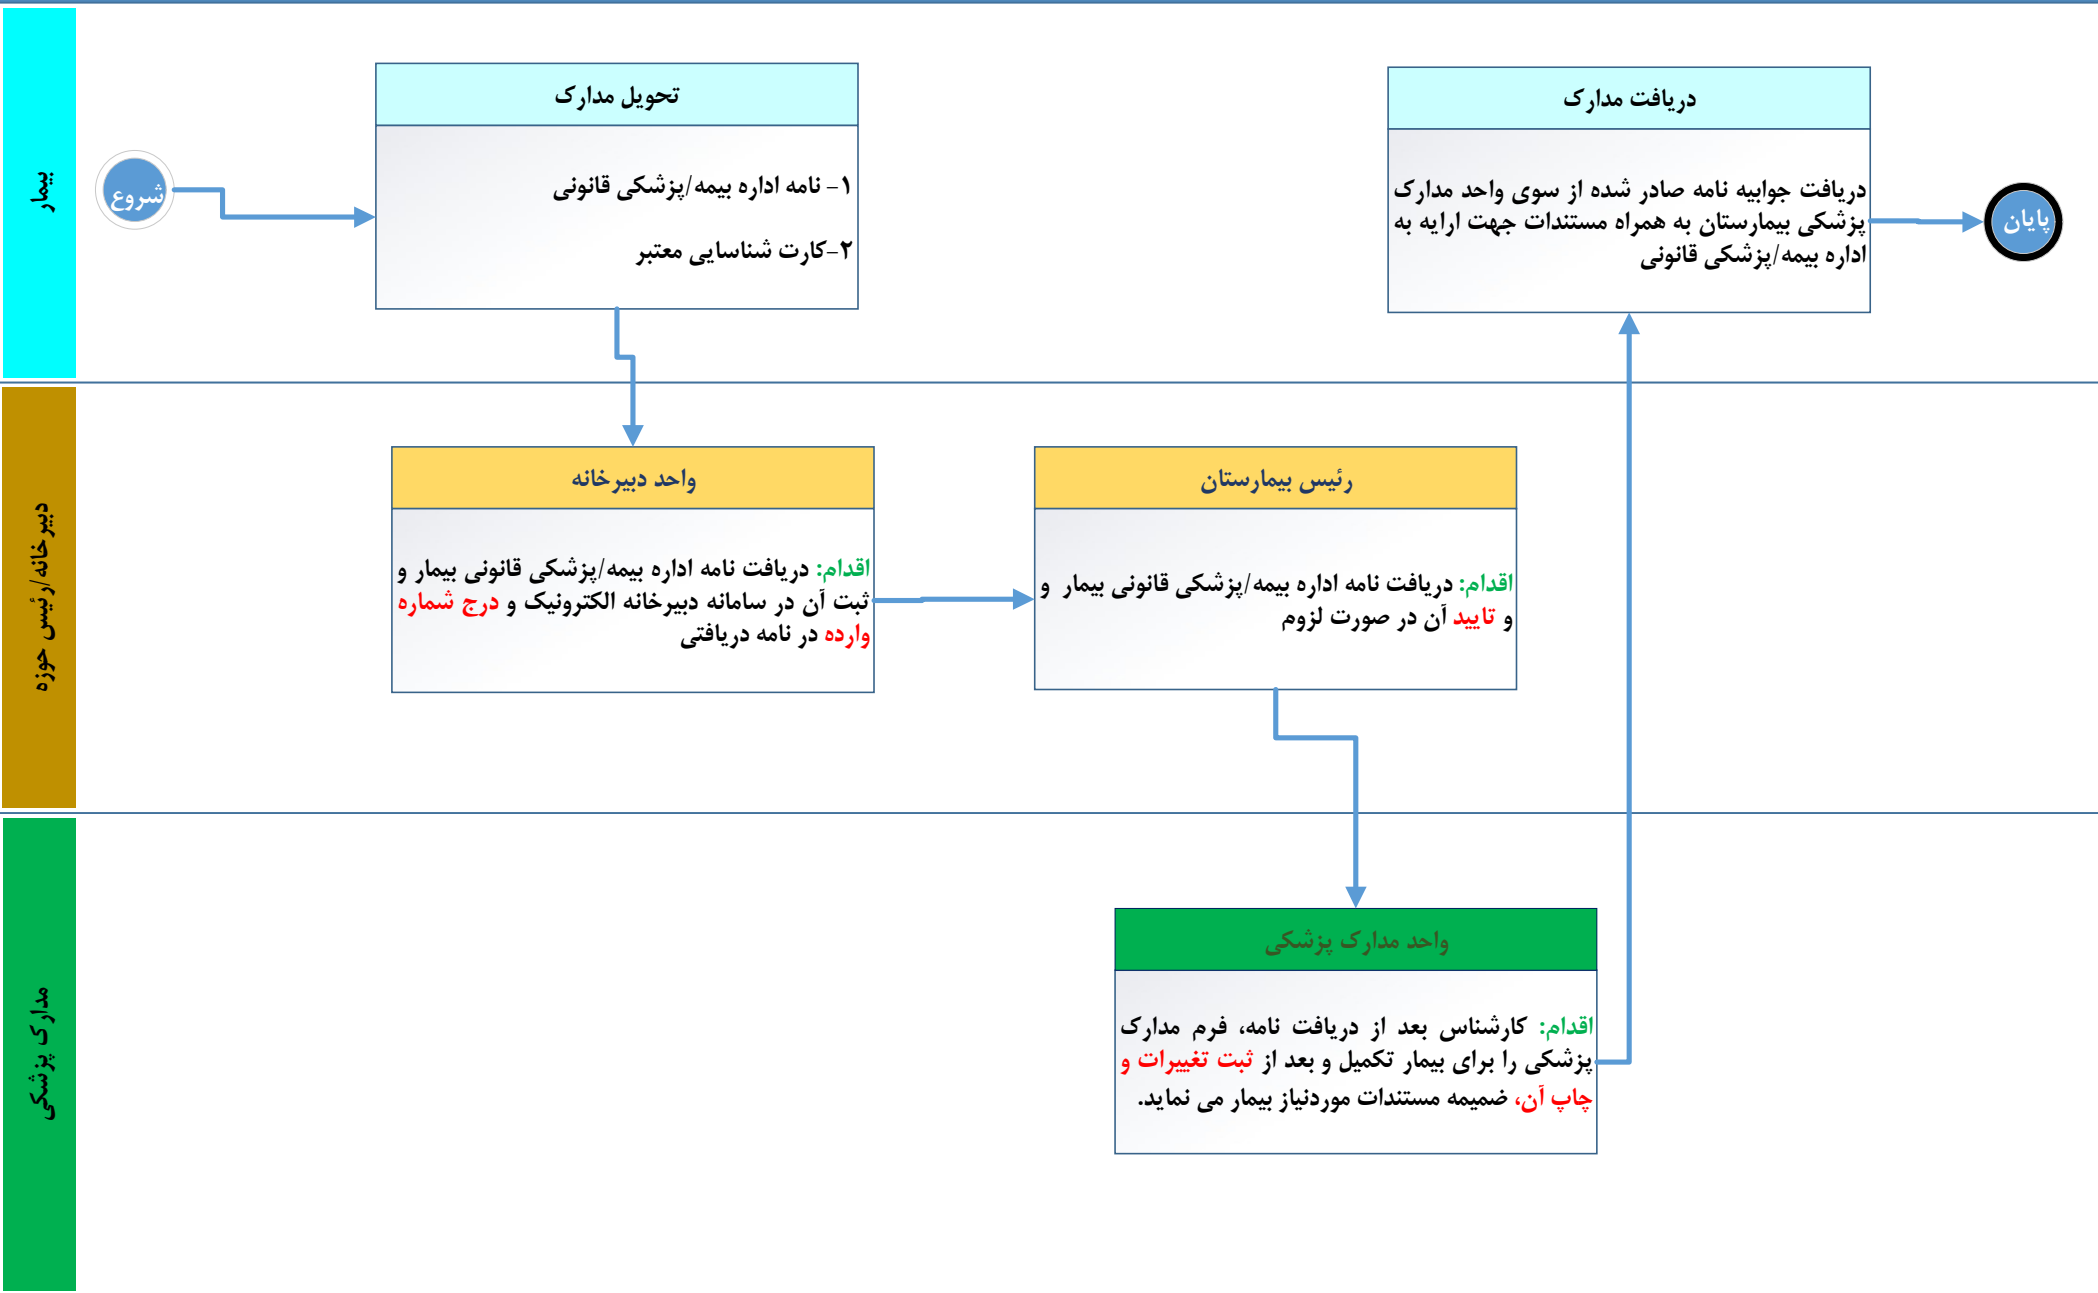 بیمار
شروع
تحویل مدارک
۱- نامه اداره بیمه/پزشکی قانونی
۲-کارت شناسایی معتبر
دریافت مدارک
دریافت جوابیه نامه صادر شده از سوی واحد مدارک
پزشکی بیمارستان به همراه مستندات جهت ارایه به
اداره بیمه/پزشکی قانونی
پایان
دبیرخانه/رئیس حوزه
واحد دبیرخانه
اقدام: دریافت نامه اداره بیمه/پزشکی قانونی بیمار و
ثبت آن در سامانه دبیرخانه الکترونیک و درج شماره
وارده در نامه دریافتی
رئیس بیمارستان
اقدام: دریافت نامه اداره بیمه/پزشکی قانونی بیمار و
و تایید آن در صورت لزوم
مدارک پزشکی
واحد مدارک پزشکی
اقدام: کارشناس بعد از دریافت نامه، فرم مدارک
پزشکی را برای بیمار تکمیل و بعد از ثبت تغییرات و
چاپ آن، ضمیمه مستندات موردنیاز بیمار می نماید.